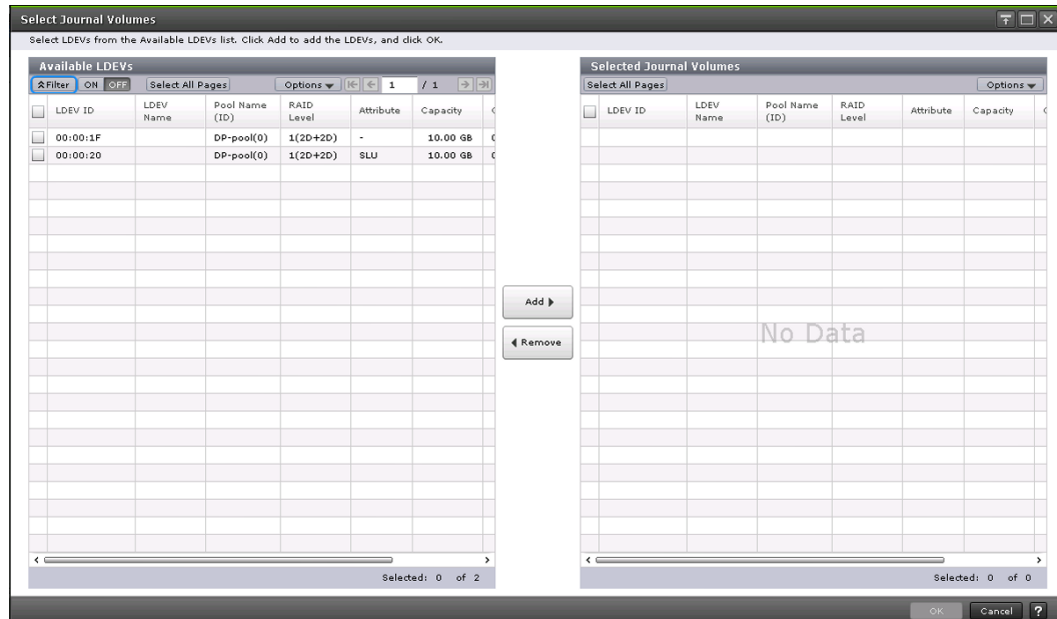 Select Journal Volumes
Select LDEVs from the Available LDEVs list. Click Add to add the LDEVs, and click OK.
Available LDEVs
Filter ON OFF Select All Pages Options 1 / 1
LDEV ID LDEV Name Pool Name (ID) RAID Level Attribute Capacity
00:00:1F DP-pool(0) 1(2D+2D) - 10.00 GB
00:00:20 DP-pool(0) 1(2D+2D) SLU 10.00 GB
Selected: 0 of 2
Add
Remove
Selected Journal Volumes
Select All Pages Options
LDEV ID LDEV Name Pool Name (ID) RAID Level Attribute Capacity
No Data
Selected: 0 of 0
OK Cancel ?